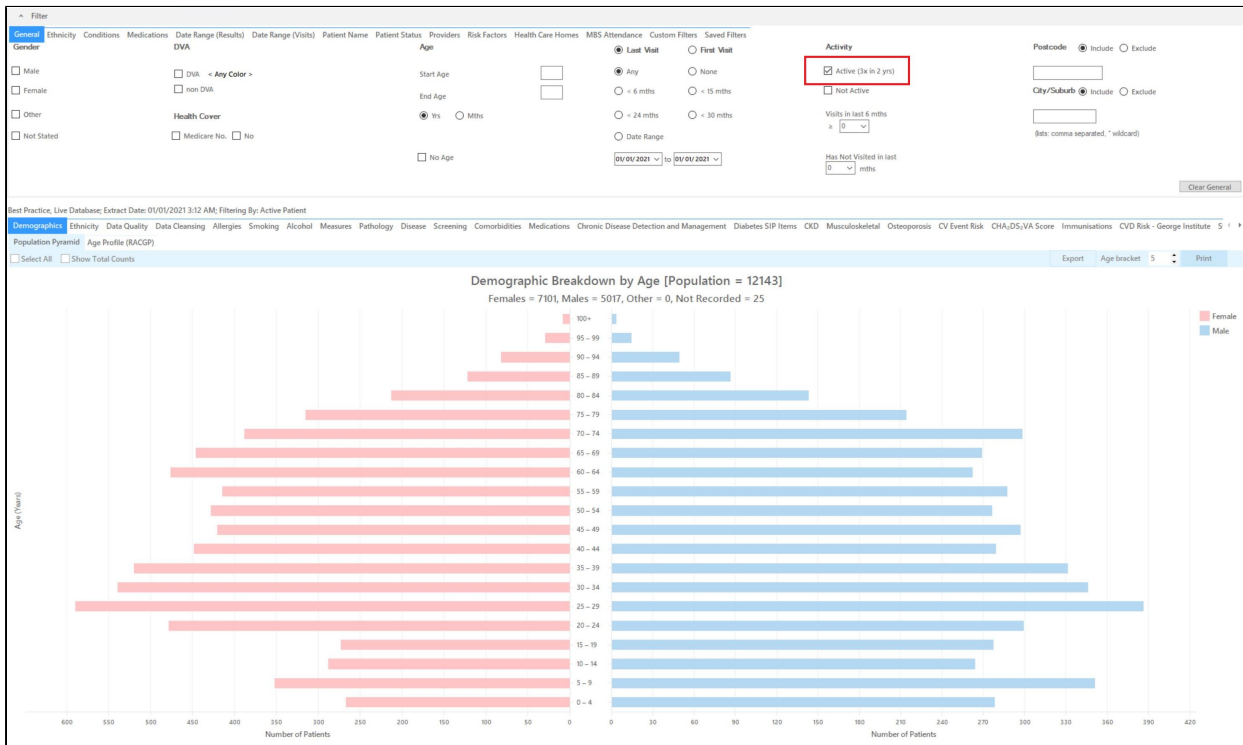 Filter
General Ethnicity Conditions Medications Date Range (Results) Date Range (Visits) Patient Name Patient Status Providers Risk Factors Health Care Homes MBS Attendance Custom Filters Saved Filters
Gender DVA Age Last Visit First Visit Activity Postcode Include Exclude
Male DVA < Any Color > Start Age Any None Active (3x in 2 yrs)
Female non DVA End Age < 6 mths < 15 mths Not Active City/Suburb Include Exclude
Other Health Cover Yrs Mths < 24 mths < 30 mths Visits in last 6 mths
Not Stated Medicare No. No Date Range ≥ 0 (lists: comma separated, * wildcard)
No Age 01/01/2021 to 01/01/2021 Has Not Visited in last
0 mths
Clear General
Best Practice, Live Database; Extract Date: 01/01/2021 3:12 AM; Filtering By: Active Patient
Demographics Ethnicity Data Quality Data Cleansing Allergies Smoking Alcohol Measures Pathology Disease Screening Comorbidities Medications Chronic Disease Detection and Management Diabetes SIP Items CKD Musculoskeletal Osteoporosis CV Event Risk CHA₂DS₂VA Score Immunisations CVD Risk - George Institute S
Population Pyramid Age Profile (RACGP)
Select All Show Total Counts Export Age bracket 5 Print
Demographic Breakdown by Age [Population = 12143]
Females = 7101, Males = 5017, Other = 0, Not Recorded = 25
Female
Male
Age (Years)
100+
95 – 99
90 – 94
85 – 89
80 – 84
75 – 79
70 – 74
65 – 69
60 – 64
55 – 59
50 – 54
45 – 49
40 – 44
35 – 39
30 – 34
25 – 29
20 – 24
15 – 19
10 – 14
5 – 9
0 – 4
600 550 500 450 400 350 300 250 200 150 100 50 0 0 30 60 90 120 150 180 210 240 270 300 330 360 390 420
Number of Patients Number of Patients